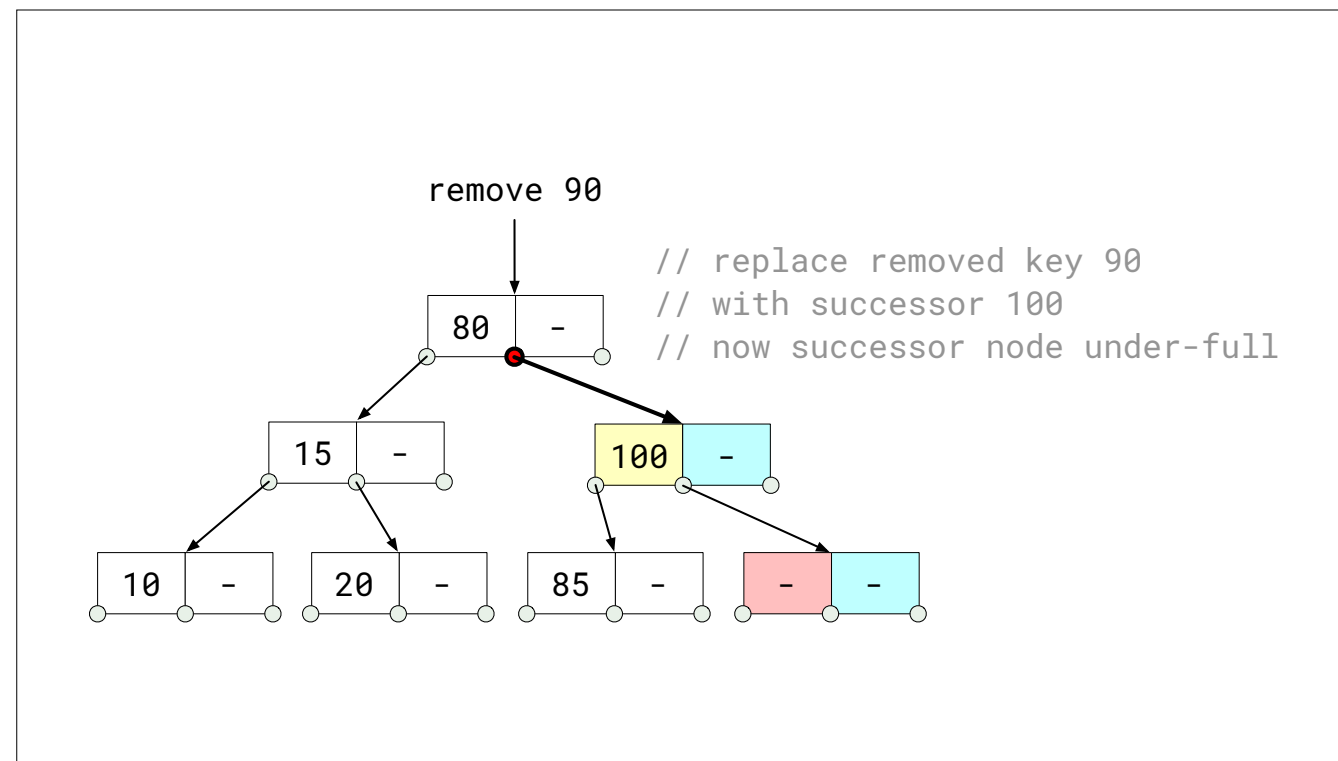 remove 90
// replace removed key 90
// with successor 100
// now successor node under-full
80 -
15 -
100 -
10 -
20 -
85 -
- -